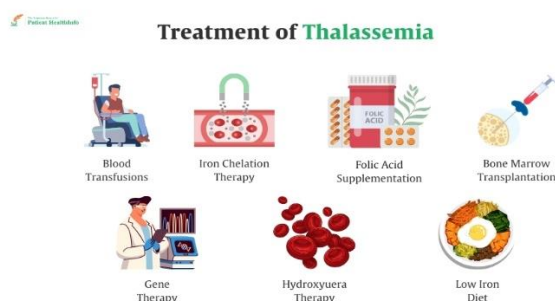 Patient Healthhub
Treatment of Thalassemia
FOLIC
ACID
Blood
Transfusions
Iron Chelation
Therapy
Folic Acid
Supplementation
Bone Marrow
Transplantation
Gene
Therapy
Hydroxyuera
Therapy
Low Iron
Diet